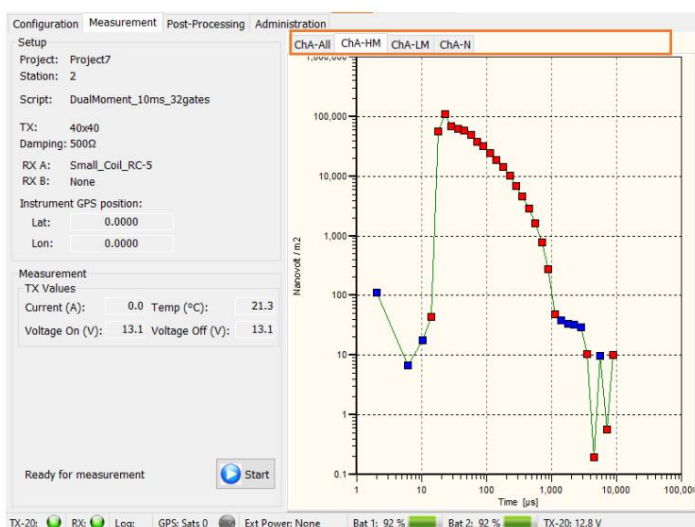 Configuration Measurement Post-Processing Administration
Setup
Project: Project7
Station: 2
Script: DualMoment_10ms_32gates
TX: 40x40
Damping: 500Ω
RX A: Small_Coil_RC-5
RX B: None
Instrument GPS position:
Lat: 0.0000
Lon: 0.0000
Measurement
TX Values
Current (A): 0.0 Temp (°C): 21.3
Voltage On (V): 13.1 Voltage Off (V): 13.1
Ready for measurement Start
ChA-All ChA-HM ChA-LM ChA-N
1,000,000
100,000
10,000
1,000
100
10
1
0.1
Nanovolt / m2
1 10 100 1,000 10,000 100,000
Time [µs]
TX-20: RX: Log: GPS: Sats 0 Ext Power: None Bat 1: 92 % Bat 2: 92 % TX-20: 12.8 V